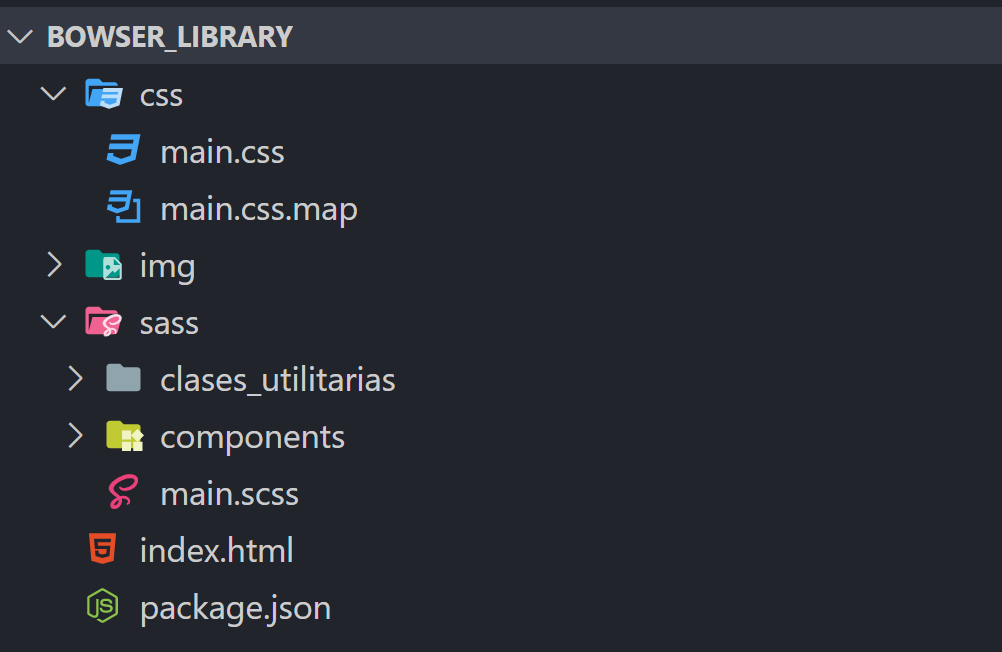 BOWSER_LIBRARY
css
main.css
main.css.map
img
sass
clases_utilitarias
components
main.scss
index.html
package.json